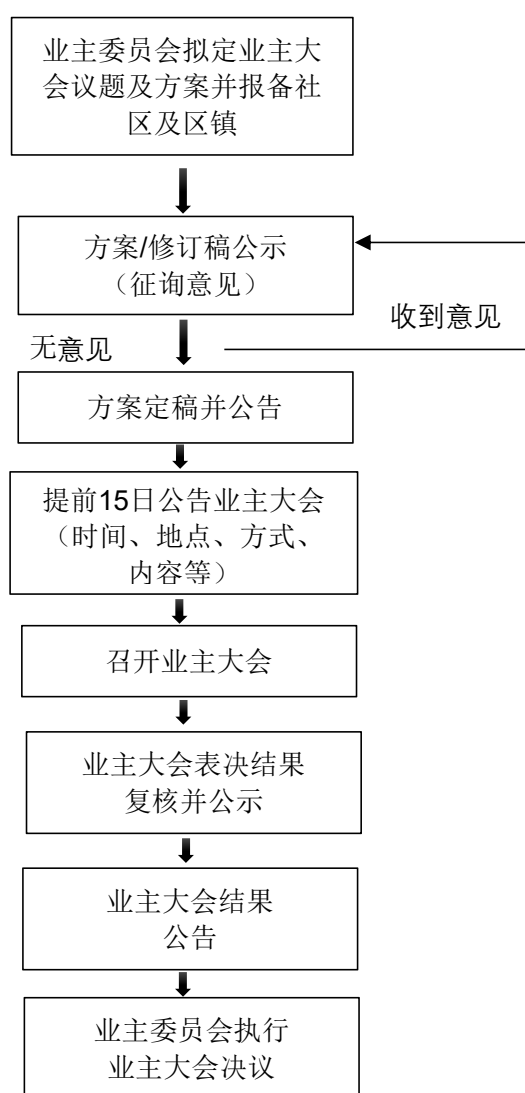 业主委员会拟定业主大
会议题及方案并报备社
区及区镇
方案/修订稿公示
（征询意见）
收到意见
无意见
方案定稿并公告
提前15日公告业主大会
（时间、地点、方式、
内容等）
召开业主大会
业主大会表决结果
复核并公示
业主大会结果
公告
业主委员会执行
业主大会决议